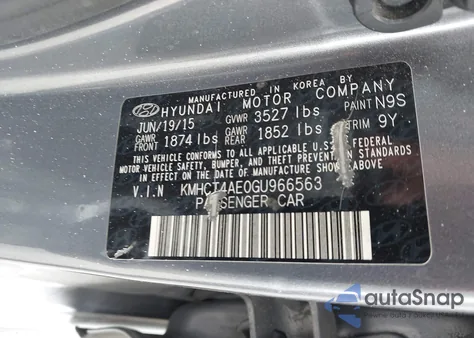 MANUFACTURED IN KOREA BY
HYUNDAI MOTOR COMPANY
JUN/19/15 GVWR 3527 lbs PAINT N9S
GAWR FRONT 1874 lbs GAWR REAR 1852 lbs TRIM 9Y
THIS VEHICLE CONFORMS TO ALL APPLICABLE U.S. FEDERAL
MOTOR VEHICLE SAFETY, BUMPER, AND THEFT PREVENTION STANDARDS
IN EFFECT ON THE DATE OF MANUFACTURE SHOWN ABOVE.
V.I.N KMHCT4AE0GU966563
PASSENGER CAR
autoSnap